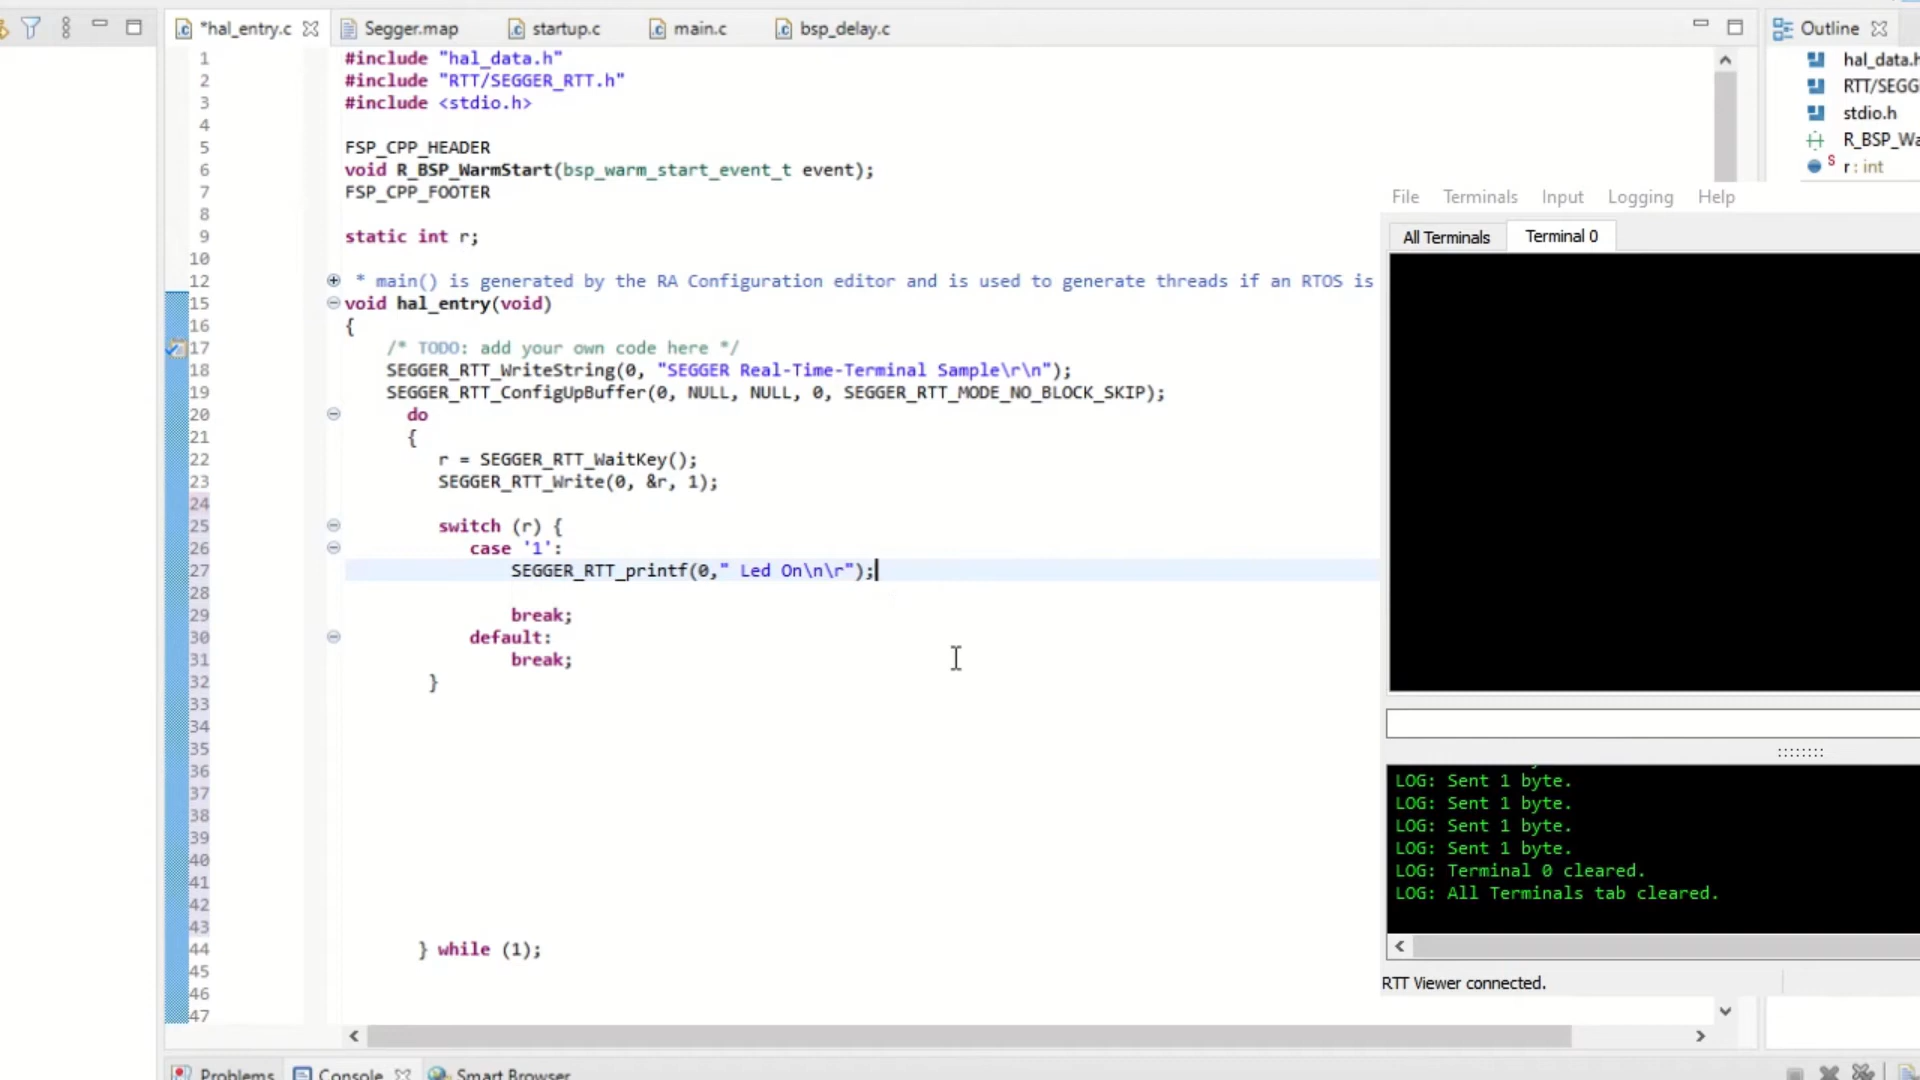 *hal_entry.c
Segger.map
startup.c
main.c
bsp_delay.c
1 #include "hal_data.h"
2 #include "RTT/SEGGER_RTT.h"
3 #include <stdio.h>
4
5 FSP_CPP_HEADER
6 void R_BSP_WarmStart(bsp_warm_start_event_t event);
7 FSP_CPP_FOOTER
8
9 static int r;
10
12 * main() is generated by the RA Configuration editor and is used to generate threads if an RTOS is
15 void hal_entry(void)
16 {
17 /* TODO: add your own code here */
18 SEGGER_RTT_WriteString(0, "SEGGER Real-Time-Terminal Sample\r\n");
19 SEGGER_RTT_ConfigUpBuffer(0, NULL, NULL, 0, SEGGER_RTT_MODE_NO_BLOCK_SKIP);
20 do
21 {
22 r = SEGGER_RTT_WaitKey();
23 SEGGER_RTT_Write(0, &r, 1);
24
25 switch (r) {
26 case '1':
27 SEGGER_RTT_printf(0," Led On\n\r");
28
29 break;
30 default:
31 break;
32 }
33
34
35
36
37
38
39
40
41
42
43
44 } while (1);
45
46
47
Outline
hal_data.h
RTT/SEGG
stdio.h
R_BSP_Wa
r : int
File Terminals Input Logging Help
All Terminals Terminal 0
LOG: Sent 1 byte.
LOG: Sent 1 byte.
LOG: Sent 1 byte.
LOG: Sent 1 byte.
LOG: Terminal 0 cleared.
LOG: All Terminals tab cleared.
RTT Viewer connected.
Problems Console Smart Browser